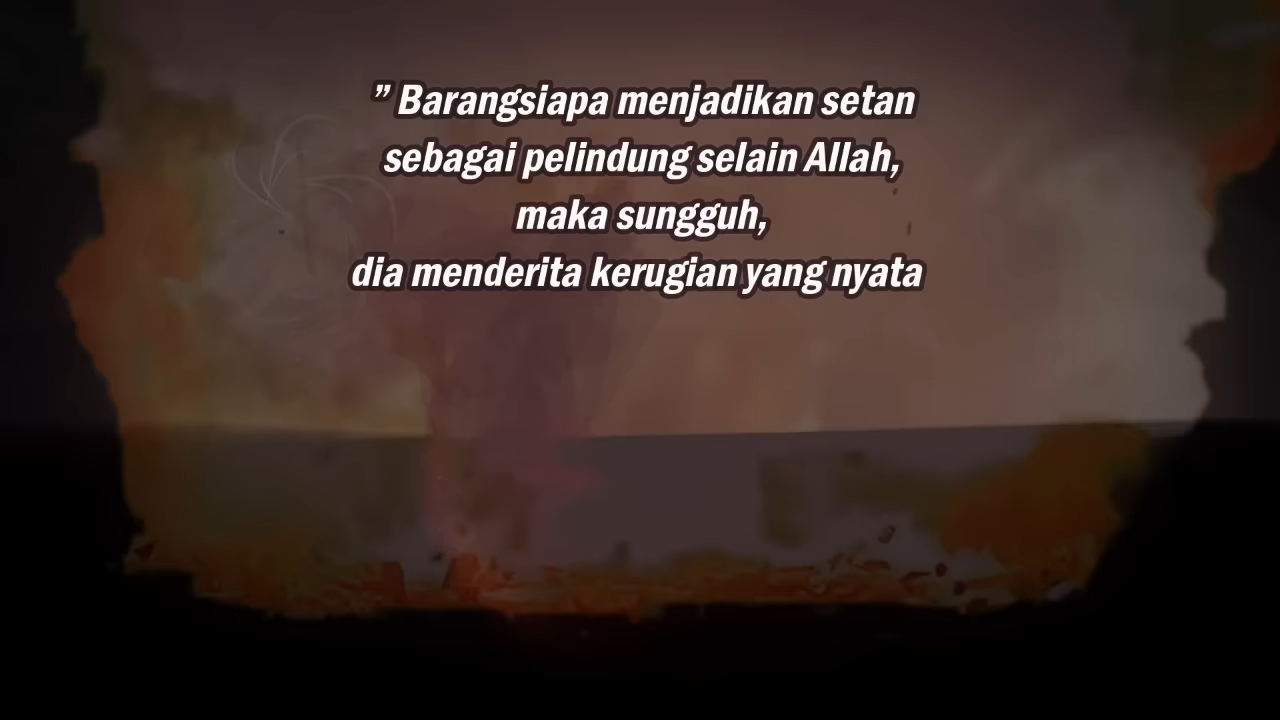 ” Barangsiapa menjadikan setan
sebagai pelindung selain Allah,
maka sungguh,
dia menderita kerugian yang nyata